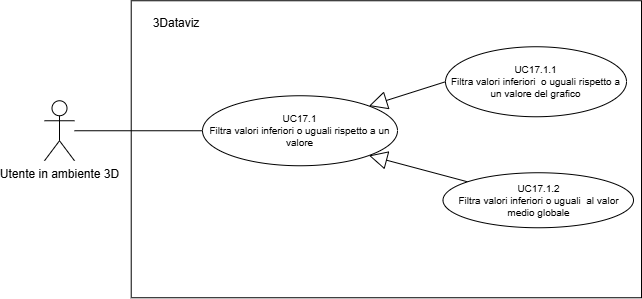 3Dataviz
UC17.1.1
Filtra valori inferiori o uguali rispetto a
un valore del grafico
UC17.1
Filtra valori inferiori o uguali rispetto a un
valore
Utente in ambiente 3D
UC17.1.2
Filtra valori inferiori o uguali al valor
medio globale